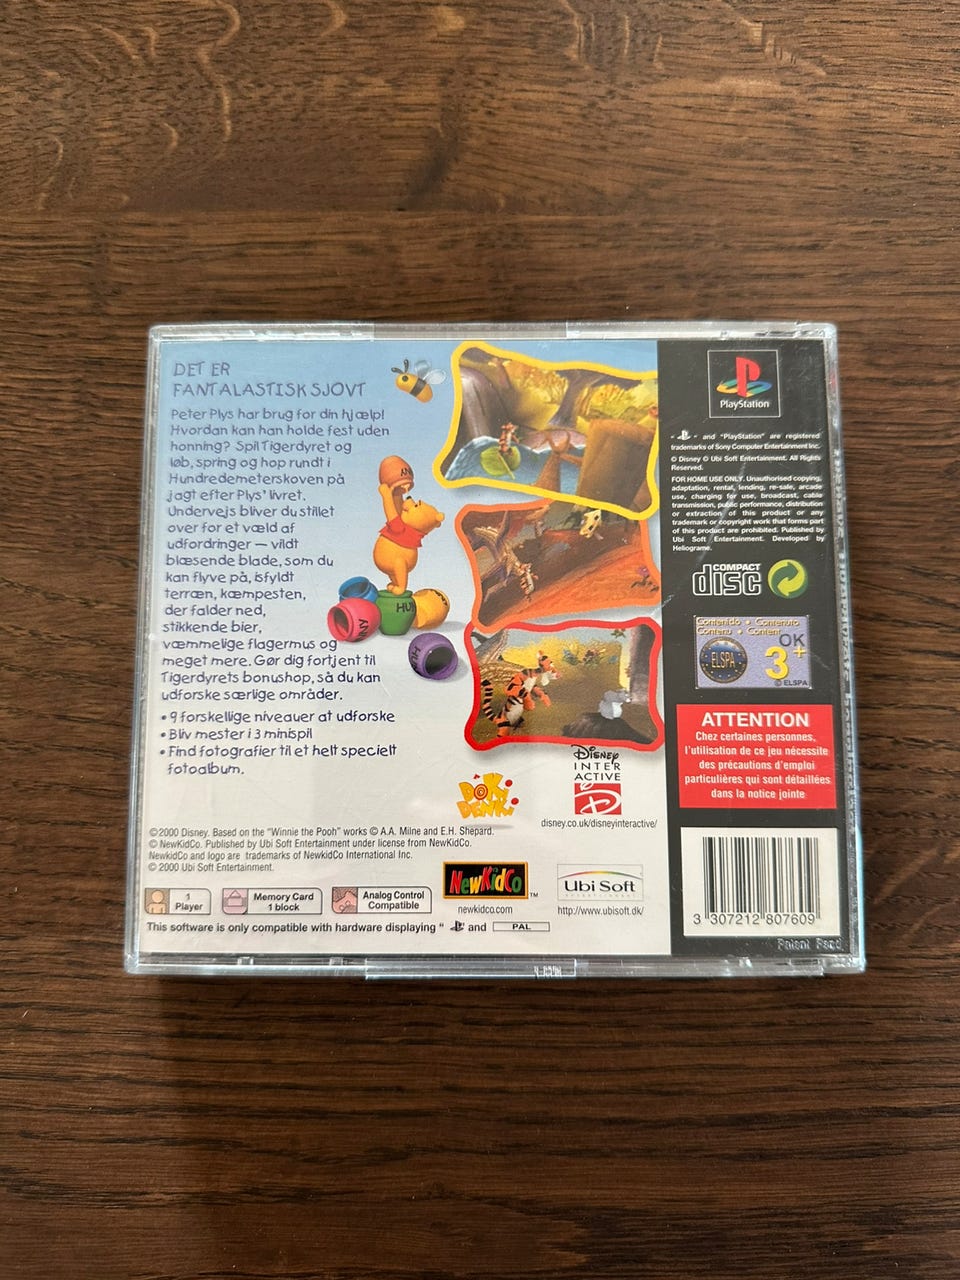 DET ER
FANTALASTISK SJOVT
Peter Plys har brug for din hjælp!
Hvordan kan han holde fest uden
honning? Spil Tigerdyret og
løb, spring og hop rundt i
Hundredemeterskoven på
jagt efter Plys' livret.
Undervejs bliver du stillet
over for et væld af
udfordringer – vildt
blæsende blade, som du
kan flyve på, isfyldt
terræn, kæmpesten,
der falder ned,
stikkende bier,
væmmelige flagermus og
meget mere. Gør dig fortjent til
Tigerdyrets bonushop, så du kan
udforske særlige områder.
• 9 forskellige niveauer at udforske
• Bliv mester i 3 minispil
• Find fotografier til et helt specielt
fotoalbum.
HUN
Disney
INTER
ACTIVE
disney.co.uk/disneyinteractive/
©2000 Disney. Based on the "Winnie the Pooh" works © A.A. Milne and E.H. Shepard.
© NewKidCo. Published by Ubi Soft Entertainment under license from NewKidCo.
NewKidCo and logo are trademarks of NewKidCo International Inc.
© 2000 Ubi Soft Entertainment.
1
Player
Memory Card
1 block
Analog Control
Compatible
NewKidCo ™
newkidco.com
Ubi Soft
ENTERTAINMENT
http://www.ubisoft.dk/
This software is only compatible with hardware displaying " and PAL
PlayStation
" " and "PlayStation" are registered
trademarks of Sony Computer Entertainment Inc.
© Disney © Ubi Soft Entertainment. All Rights
Reserved.
FOR HOME USE ONLY. Unauthorised copying,
adaptation, rental, lending, re-sale, arcade
use, charging for use, broadcast, cable
transmission, public performance, distribution
or extraction of this product or any
trademark or copyright work that forms part
of this product are prohibited. Published by
Ubi Soft Entertainment. Developed by
Heliograme.
COMPACT
disc
Contenido • Contenuto
Contenu • Content
ELSPA
OK
3+
© ELSPA
ATTENTION
Chez certaines personnes,
l'utilisation de ce jeu nécessite
des précautions d'emploi
particulières qui sont détaillées
dans la notice jointe
3 307212 807609
Patent Pend